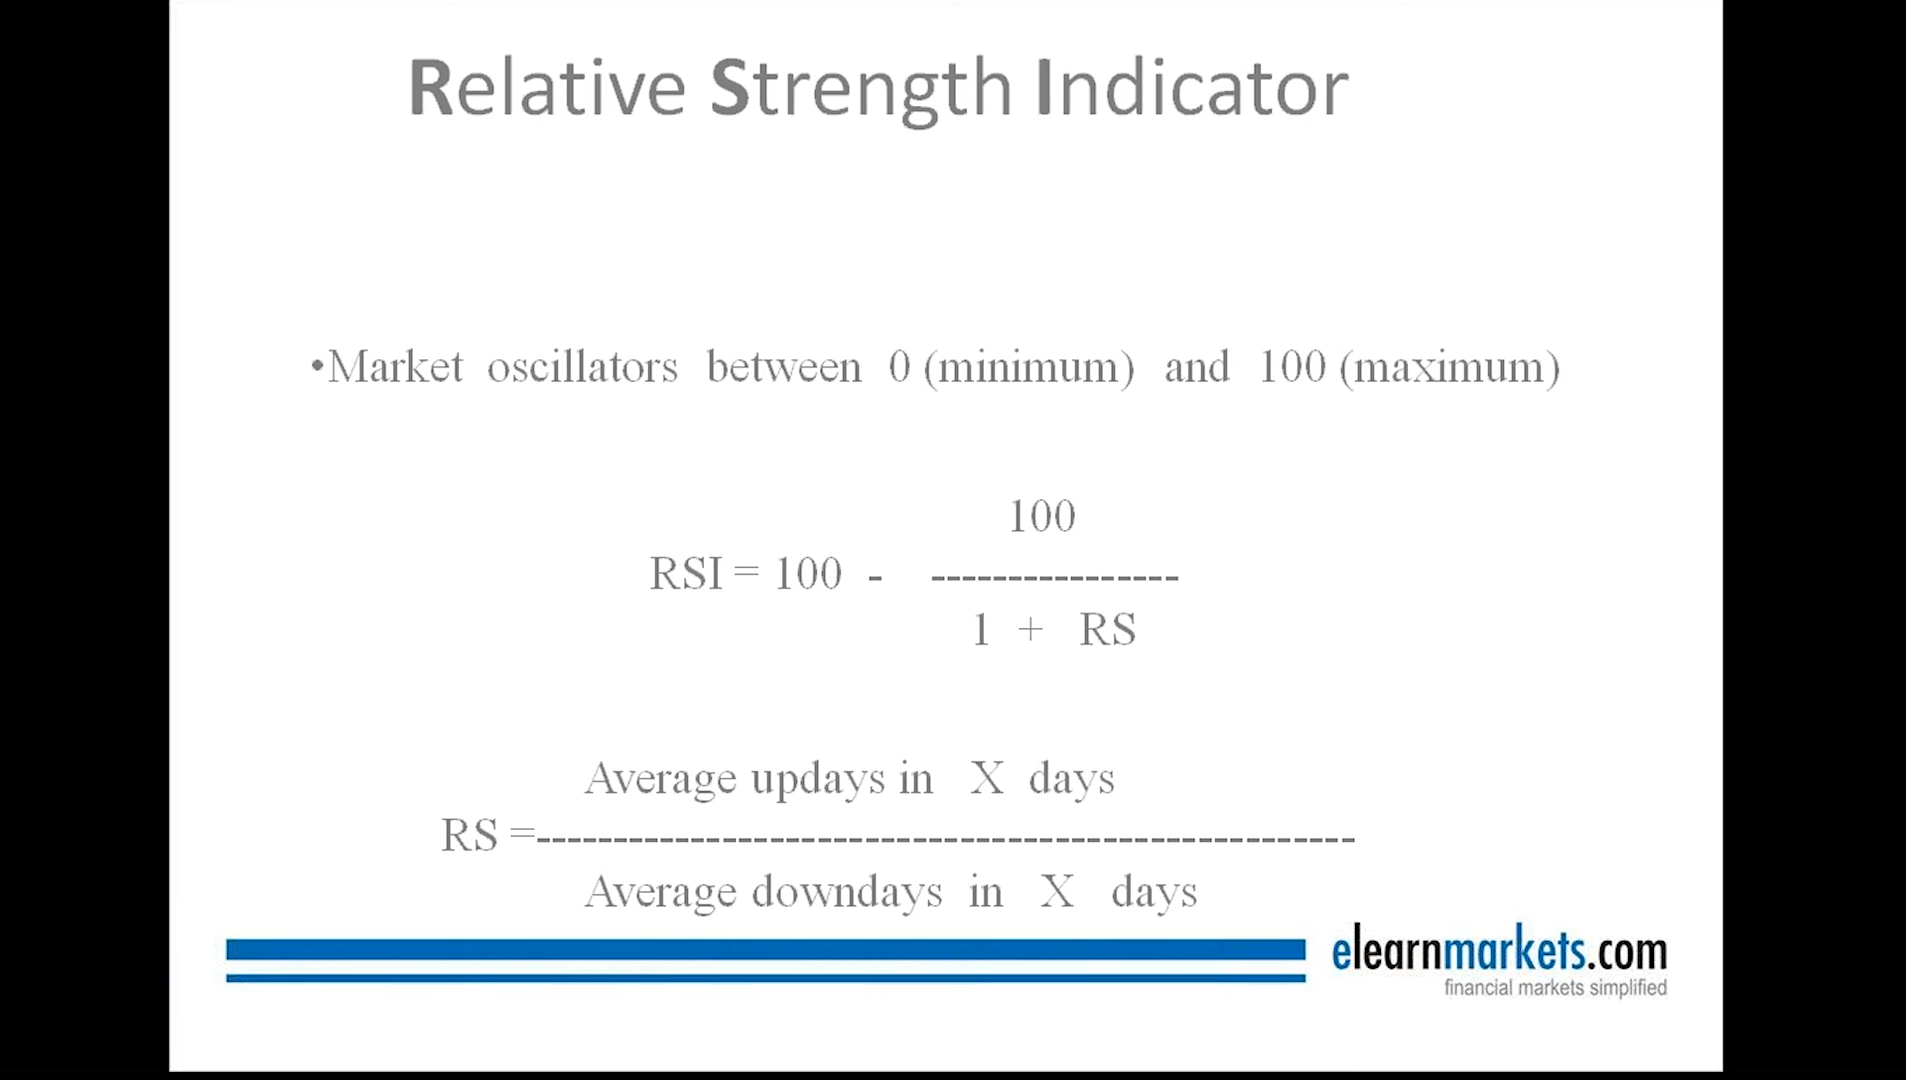 Relative Strength Indicator
•Market oscillators between 0 (minimum) and 100 (maximum)
100
RSI = 100 - ----------------
1 + RS
Average updays in X days
RS =-----------------------------------------------------
Average downdays in X days
elearnmarkets.com
financial markets simplified